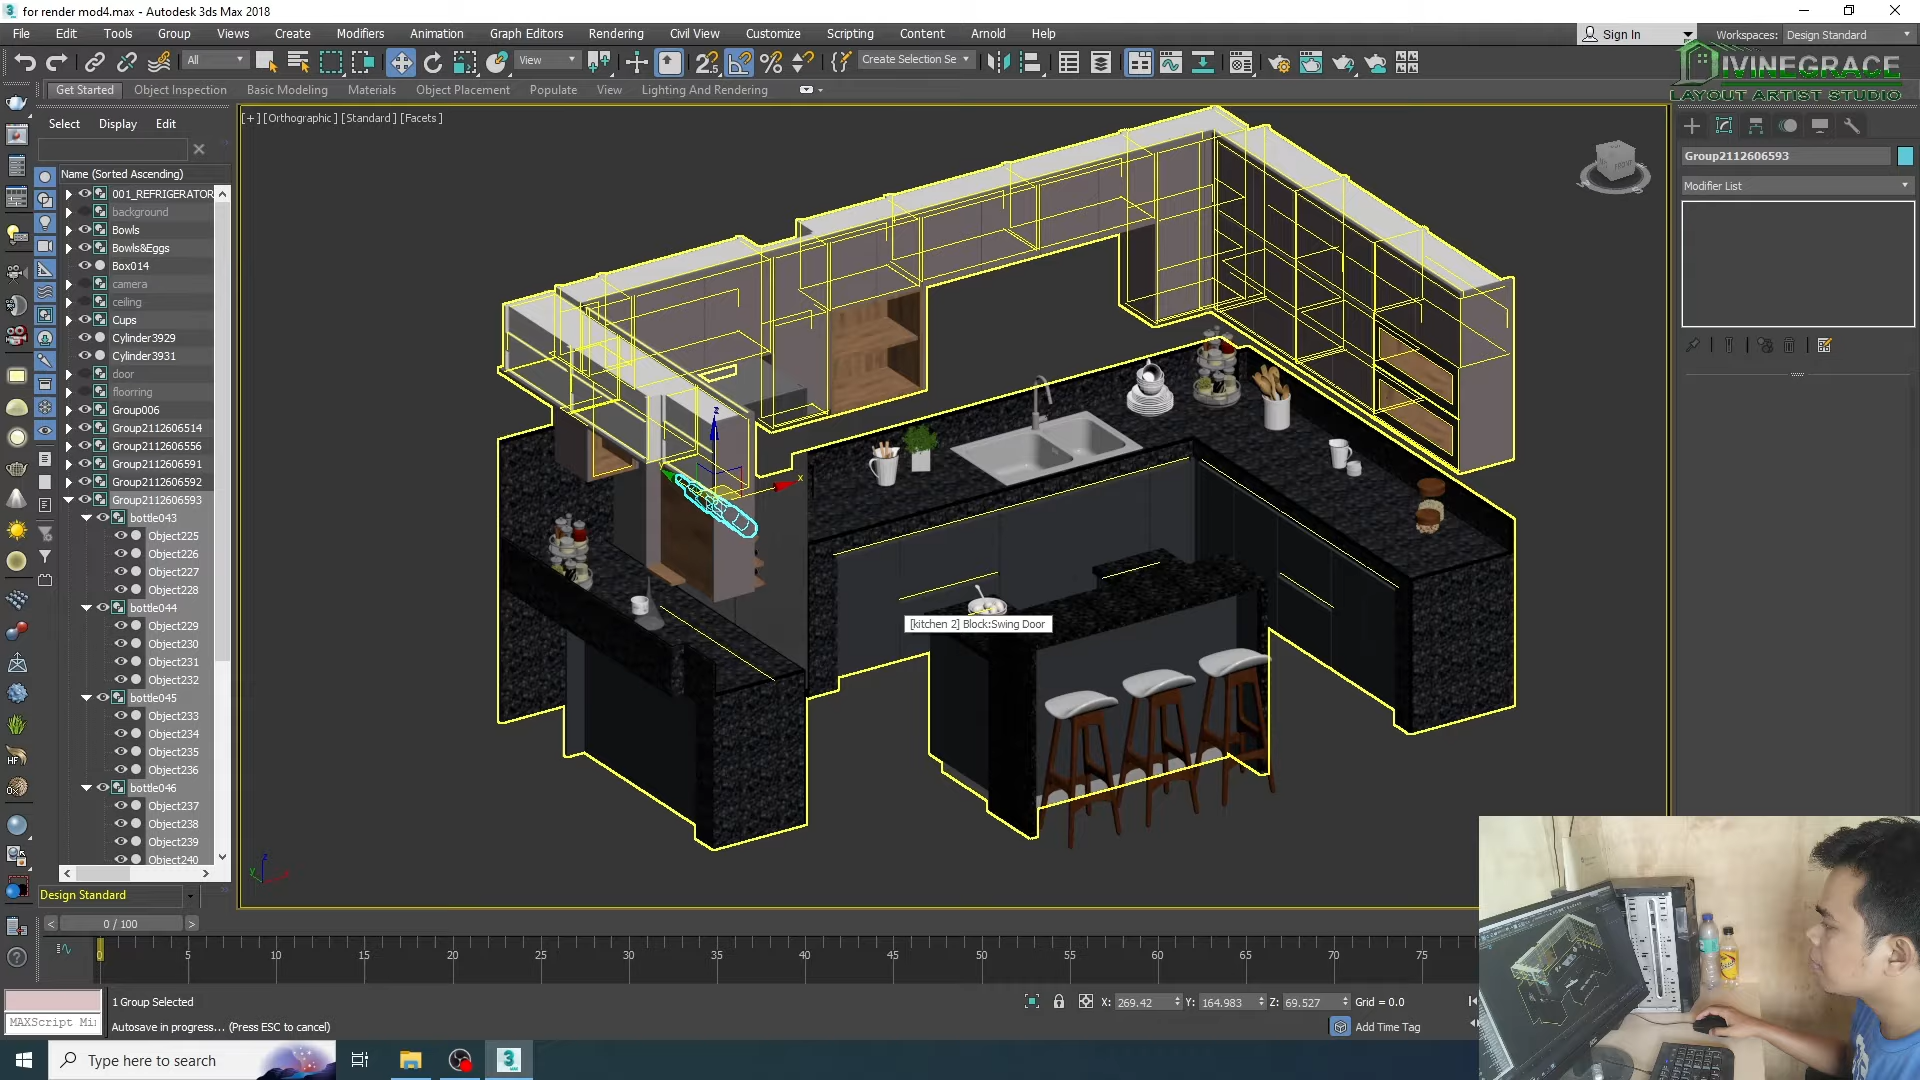 for render mod4.max - Autodesk 3ds Max 2018
File Edit Tools Group Views Create Modifiers Animation Graph Editors Rendering Civil View Customize Scripting Content Arnold Help
Sign In
Workspaces: Design Standard
All
View
Create Selection Se
IVINEGRACE
LAYOUT ARTIST STUDIO
Get Started Object Inspection Basic Modeling Materials Object Placement Populate View Lighting And Rendering
Select Display Edit
[+] [Orthographic] [Standard] [Facets]
FRONT
Group2112606593
Modifier List
Name (Sorted Ascending)
001_REFRIGERATOR
background
Bowls
Bowls&Eggs
Box014
camera
ceiling
Cups
Cylinder3929
Cylinder3931
door
floorring
Group006
Group2112606514
Group2112606556
Group2112606591
Group2112606592
Group2112606593
bottle043
Object225
Object226
Object227
Object228
bottle044
Object229
Object230
Object231
Object232
bottle045
Object233
Object234
Object235
Object236
bottle046
Object237
Object238
Object239
Object240
z
x
[kitchen 2] Block:Swing Door
z
y
Design Standard
< 0 / 100 >
0 5 10 15 20 25 30 35 40 45 50 55 60 65 70 75
1 Group Selected
X: 269.42 Y: 164.983 Z: 69.527 Grid = 0.0
MAXScript Mi
Autosave in progress... (Press ESC to cancel)
Add Time Tag
Type here to search